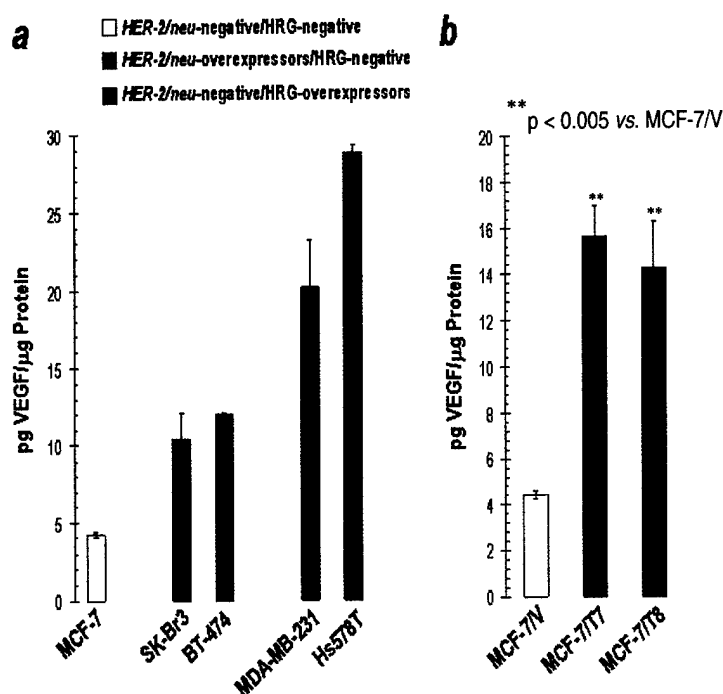 a
HER-2/neu-negative/HRG-negative
HER-2/neu-overexpressors/HRG-negative
HER-2/neu-negative/HRG-overexpressors
30
25
20
15
10
5
0
pg VEGF/µg Protein
MCF-7
SK-Br3
BT-474
MDA-MB-231
Hs578T
b
** p < 0.005 vs. MCF-7/V
20
18
16
14
12
10
8
6
4
2
0
pg VEGF/µg Protein
**
**
MCF-7/V
MCF-7/T7
MCF-7/T8